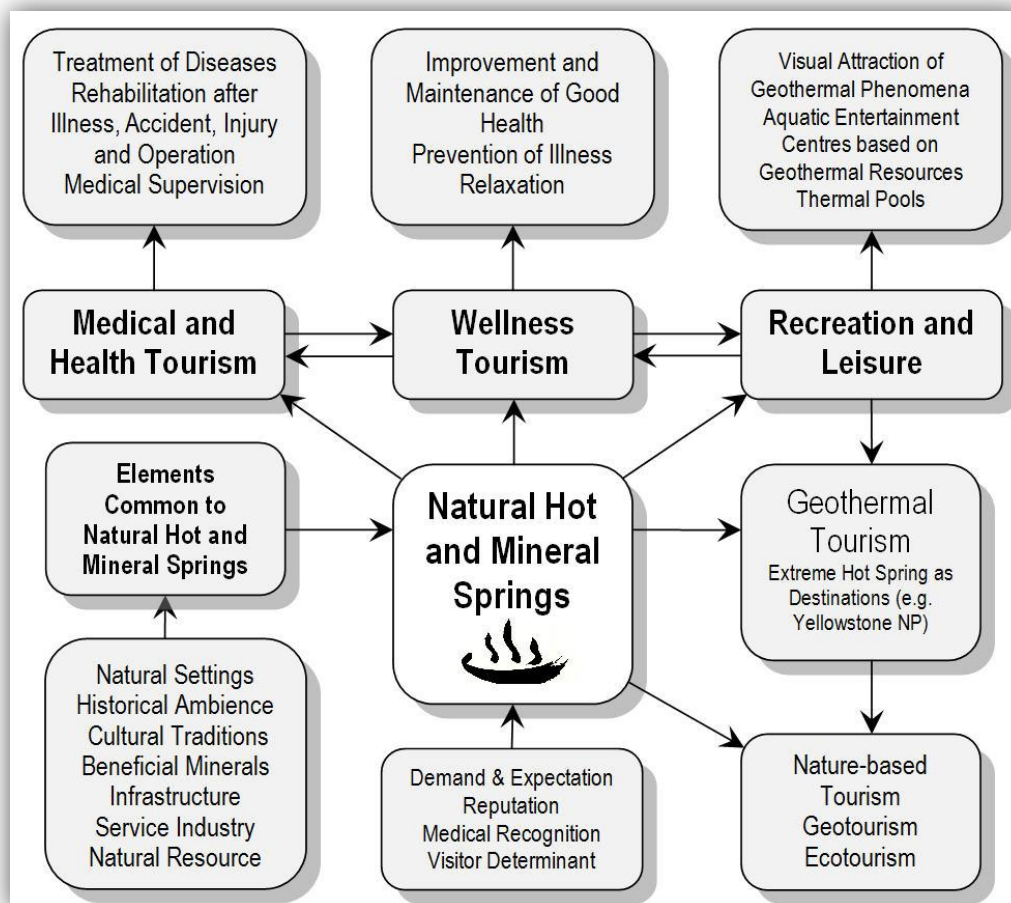 Treatment of Diseases
Rehabilitation after
Illness, Accident, Injury
and Operation
Medical Supervision
Improvement and
Maintenance of Good
Health
Prevention of Illness
Relaxation
Visual Attraction of
Geothermal Phenomena
Aquatic Entertainment
Centres based on
Geothermal Resources
Thermal Pools
Medical and
Health Tourism
Wellness
Tourism
Recreation and
Leisure
Elements
Common to
Natural Hot and
Mineral Springs
Natural Hot
and Mineral
Springs
Geothermal
Tourism
Extreme Hot Spring as
Destinations (e.g.
Yellowstone NP)
Natural Settings
Historical Ambience
Cultural Traditions
Beneficial Minerals
Infrastructure
Service Industry
Natural Resource
Demand & Expectation
Reputation
Medical Recognition
Visitor Determinant
Nature-based
Tourism
Geotourism
Ecotourism